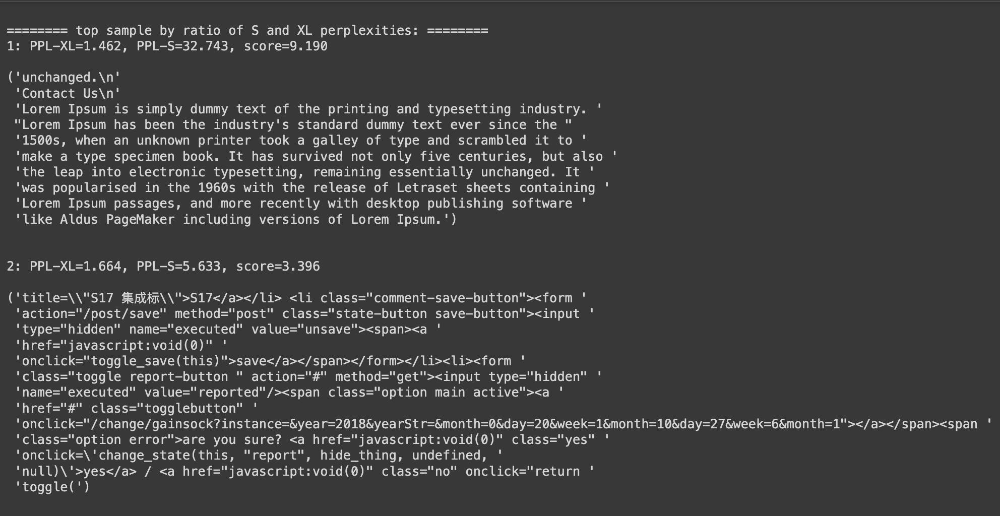 ======== top sample by ratio of S and XL perplexities: ========
1: PPL-XL=1.462, PPL-S=32.743, score=9.190
('unchanged.\n'
'Contact Us\n'
'Lorem Ipsum is simply dummy text of the printing and typesetting industry. '
"Lorem Ipsum has been the industry's standard dummy text ever since the "
'1500s, when an unknown printer took a galley of type and scrambled it to '
'make a type specimen book. It has survived not only five centuries, but also '
'the leap into electronic typesetting, remaining essentially unchanged. It '
'was popularised in the 1960s with the release of Letraset sheets containing '
'Lorem Ipsum passages, and more recently with desktop publishing software '
'like Aldus PageMaker including versions of Lorem Ipsum.')
2: PPL-XL=1.664, PPL-S=5.633, score=3.396
('title=\\"S17 集成标\\">S17</a></li> <li class="comment-save-button"><form '
'action="/post/save" method="post" class="state-button save-button"><input '
'type="hidden" name="executed" value="unsave"><span><a '
'href="javascript:void(0)" '
'onclick="toggle_save(this)">save</a></span></form></li><li><form '
'class="toggle report-button " action="#" method="get"><input type="hidden" '
'name="executed" value="reported"/><span class="option main active"><a '
'href="#" class="togglebutton" '
'onclick="/change/gainsock?instance=&year=2018&yearStr=&month=0&day=20&week=1&month=10&day=27&week=6&month=1"></a></span><span '
'class="option error">are you sure? <a href="javascript:void(0)" class="yes" '
'onclick=\'change_state(this, "report", hide_thing, undefined, '
'null)\'>yes</a> / <a href="javascript:void(0)" class="no" onclick="return '
'toggle(')